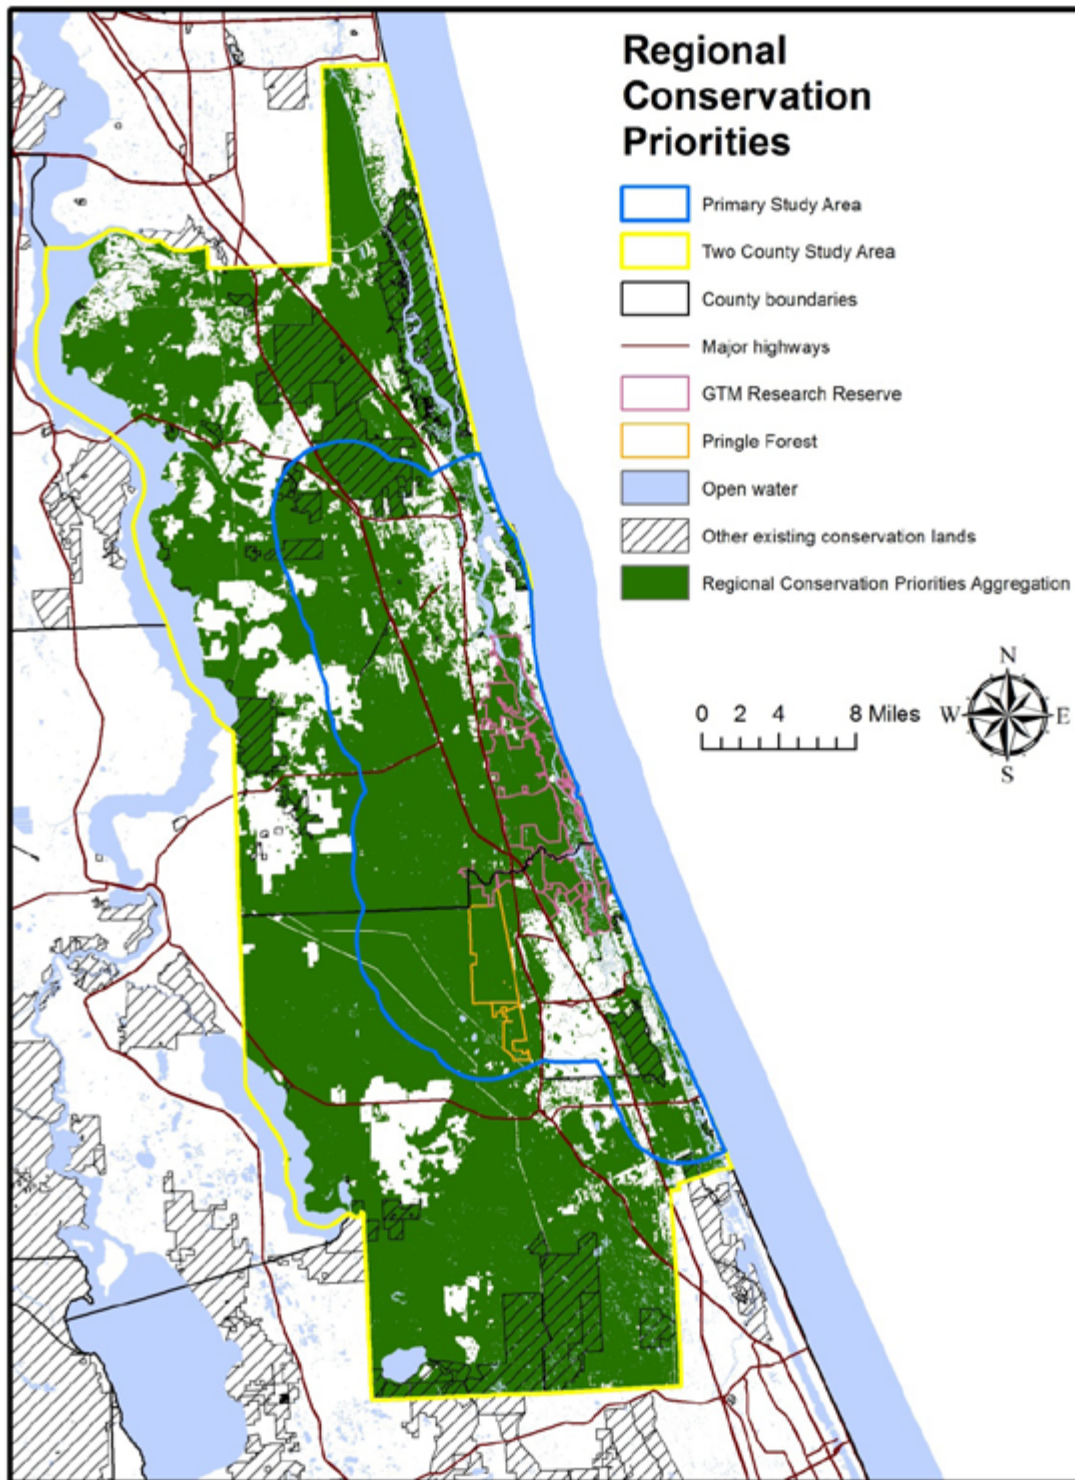 Regional
Conservation
Priorities
Primary Study Area
Two County Study Area
County boundaries
Major highways
GTM Research Reserve
Pringle Forest
Open water
Other existing conservation lands
Regional Conservation Priorities Aggregation
N
0 2 4 8 Miles W E
S